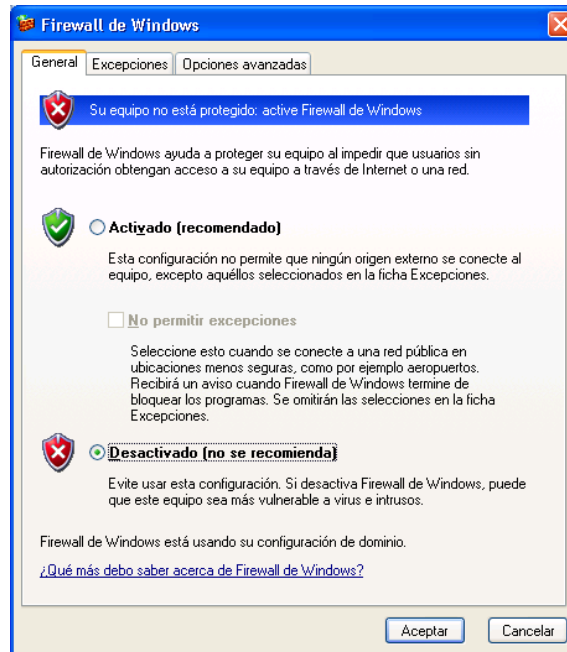 Firewall de Windows
General Excepciones Opciones avanzadas
Su equipo no está protegido: active Firewall de Windows
Firewall de Windows ayuda a proteger su equipo al impedir que usuarios sin
autorización obtengan acceso a su equipo a través de Internet o una red.
Activado (recomendado)
Esta configuración no permite que ningún origen externo se conecte al
equipo, excepto aquéllos seleccionados en la ficha Excepciones.
No permitir excepciones
Seleccione esto cuando se conecte a una red pública en
ubicaciones menos seguras, como por ejemplo aeropuertos.
Recibirá un aviso cuando Firewall de Windows termine de
bloquear los programas. Se omitirán las selecciones en la ficha
Excepciones.
Desactivado (no se recomienda)
Evite usar esta configuración. Si desactiva Firewall de Windows, puede
que este equipo sea más vulnerable a virus e intrusos.
Firewall de Windows está usando su configuración de dominio.
¿Qué más debo saber acerca de Firewall de Windows?
Aceptar Cancelar